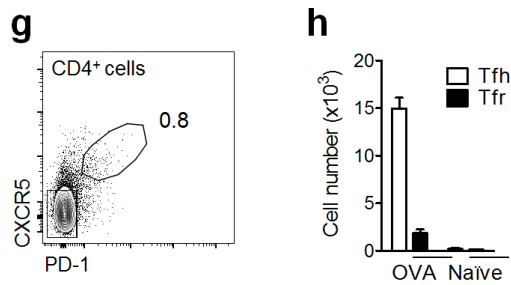 g
CD4⁺ cells
0.8
CXCR5
PD-1
h
Cell number (x10³)
20
15
10
5
0
Tfh
Tfr
OVA Naïve